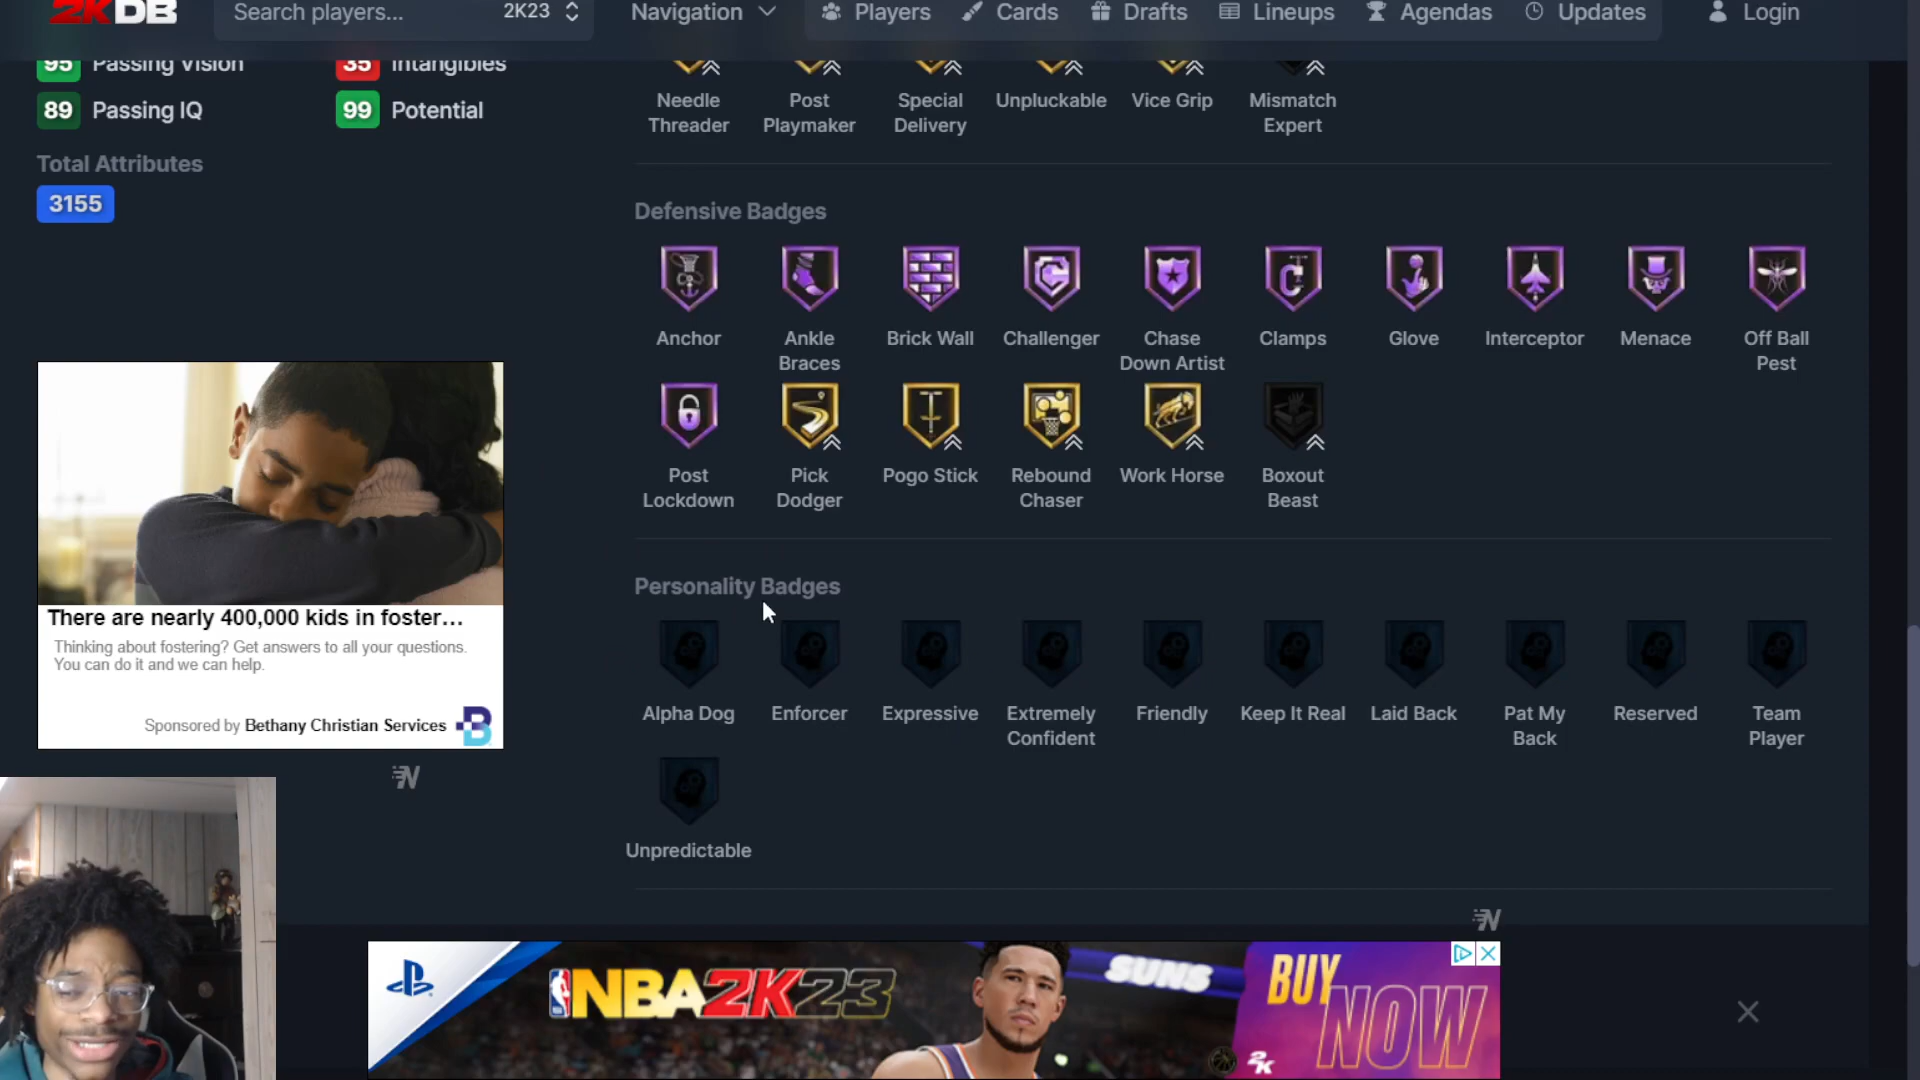 2KDB
Search players...
2K23
Navigation
Players
Cards
Drafts
Lineups
Agendas
Updates
Login
95 Passing Vision
35 Intangibles
89 Passing IQ
99 Potential
Total Attributes
3155
Needle
Threader
Post
Playmaker
Special
Delivery
Unpluckable
Vice Grip
Mismatch
Expert
Defensive Badges
Anchor
Ankle
Braces
Brick Wall
Challenger
Chase
Down Artist
Clamps
Glove
Interceptor
Menace
Off Ball
Pest
Post
Lockdown
Pick
Dodger
Pogo Stick
Rebound
Chaser
Work Horse
Boxout
Beast
Personality Badges
Alpha Dog
Enforcer
Expressive
Extremely
Confident
Friendly
Keep It Real
Laid Back
Pat My
Back
Reserved
Team
Player
Unpredictable
There are nearly 400,000 kids in foster...
Thinking about fostering? Get answers to all your questions.
You can do it and we can help.
Sponsored by Bethany Christian Services
NBA2K23
SUNS
BUY
NOW
2K